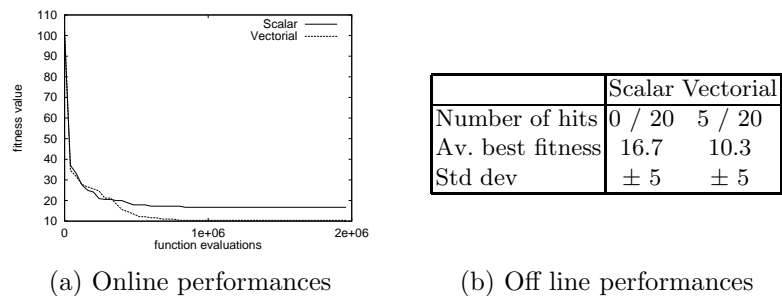 110
100
90
80
70
60
50
40
30
20
10
fitness value
Scalar
Vectorial
0
1e+06
2e+06
function evaluations
(a) Online performances
Scalar Vectorial
Number of hits 0 / 20 5 / 20
Av. best fitness 16.7 10.3
Std dev ± 5 ± 5
(b) Off line performances